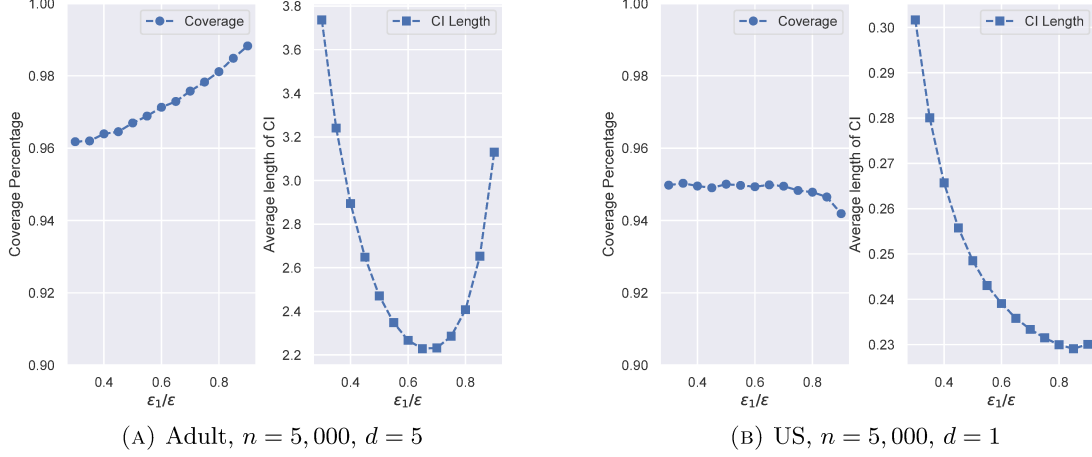 1.00
0.98
0.96
0.94
0.92
0.90
Coverage Percentage
Coverage
0.4 0.6 0.8
ε₁/ε
3.8
3.6
3.4
3.2
3.0
2.8
2.6
2.4
2.2
Average length of CI
CI Length
0.4 0.6 0.8
ε₁/ε
(A) Adult, n = 5,000, d = 5
1.00
0.98
0.96
0.94
0.92
0.90
Coverage Percentage
Coverage
0.4 0.6 0.8
ε₁/ε
0.30
0.29
0.28
0.27
0.26
0.25
0.24
0.23
Average length of CI
CI Length
0.4 0.6 0.8
ε₁/ε
(B) US, n = 5,000, d = 1